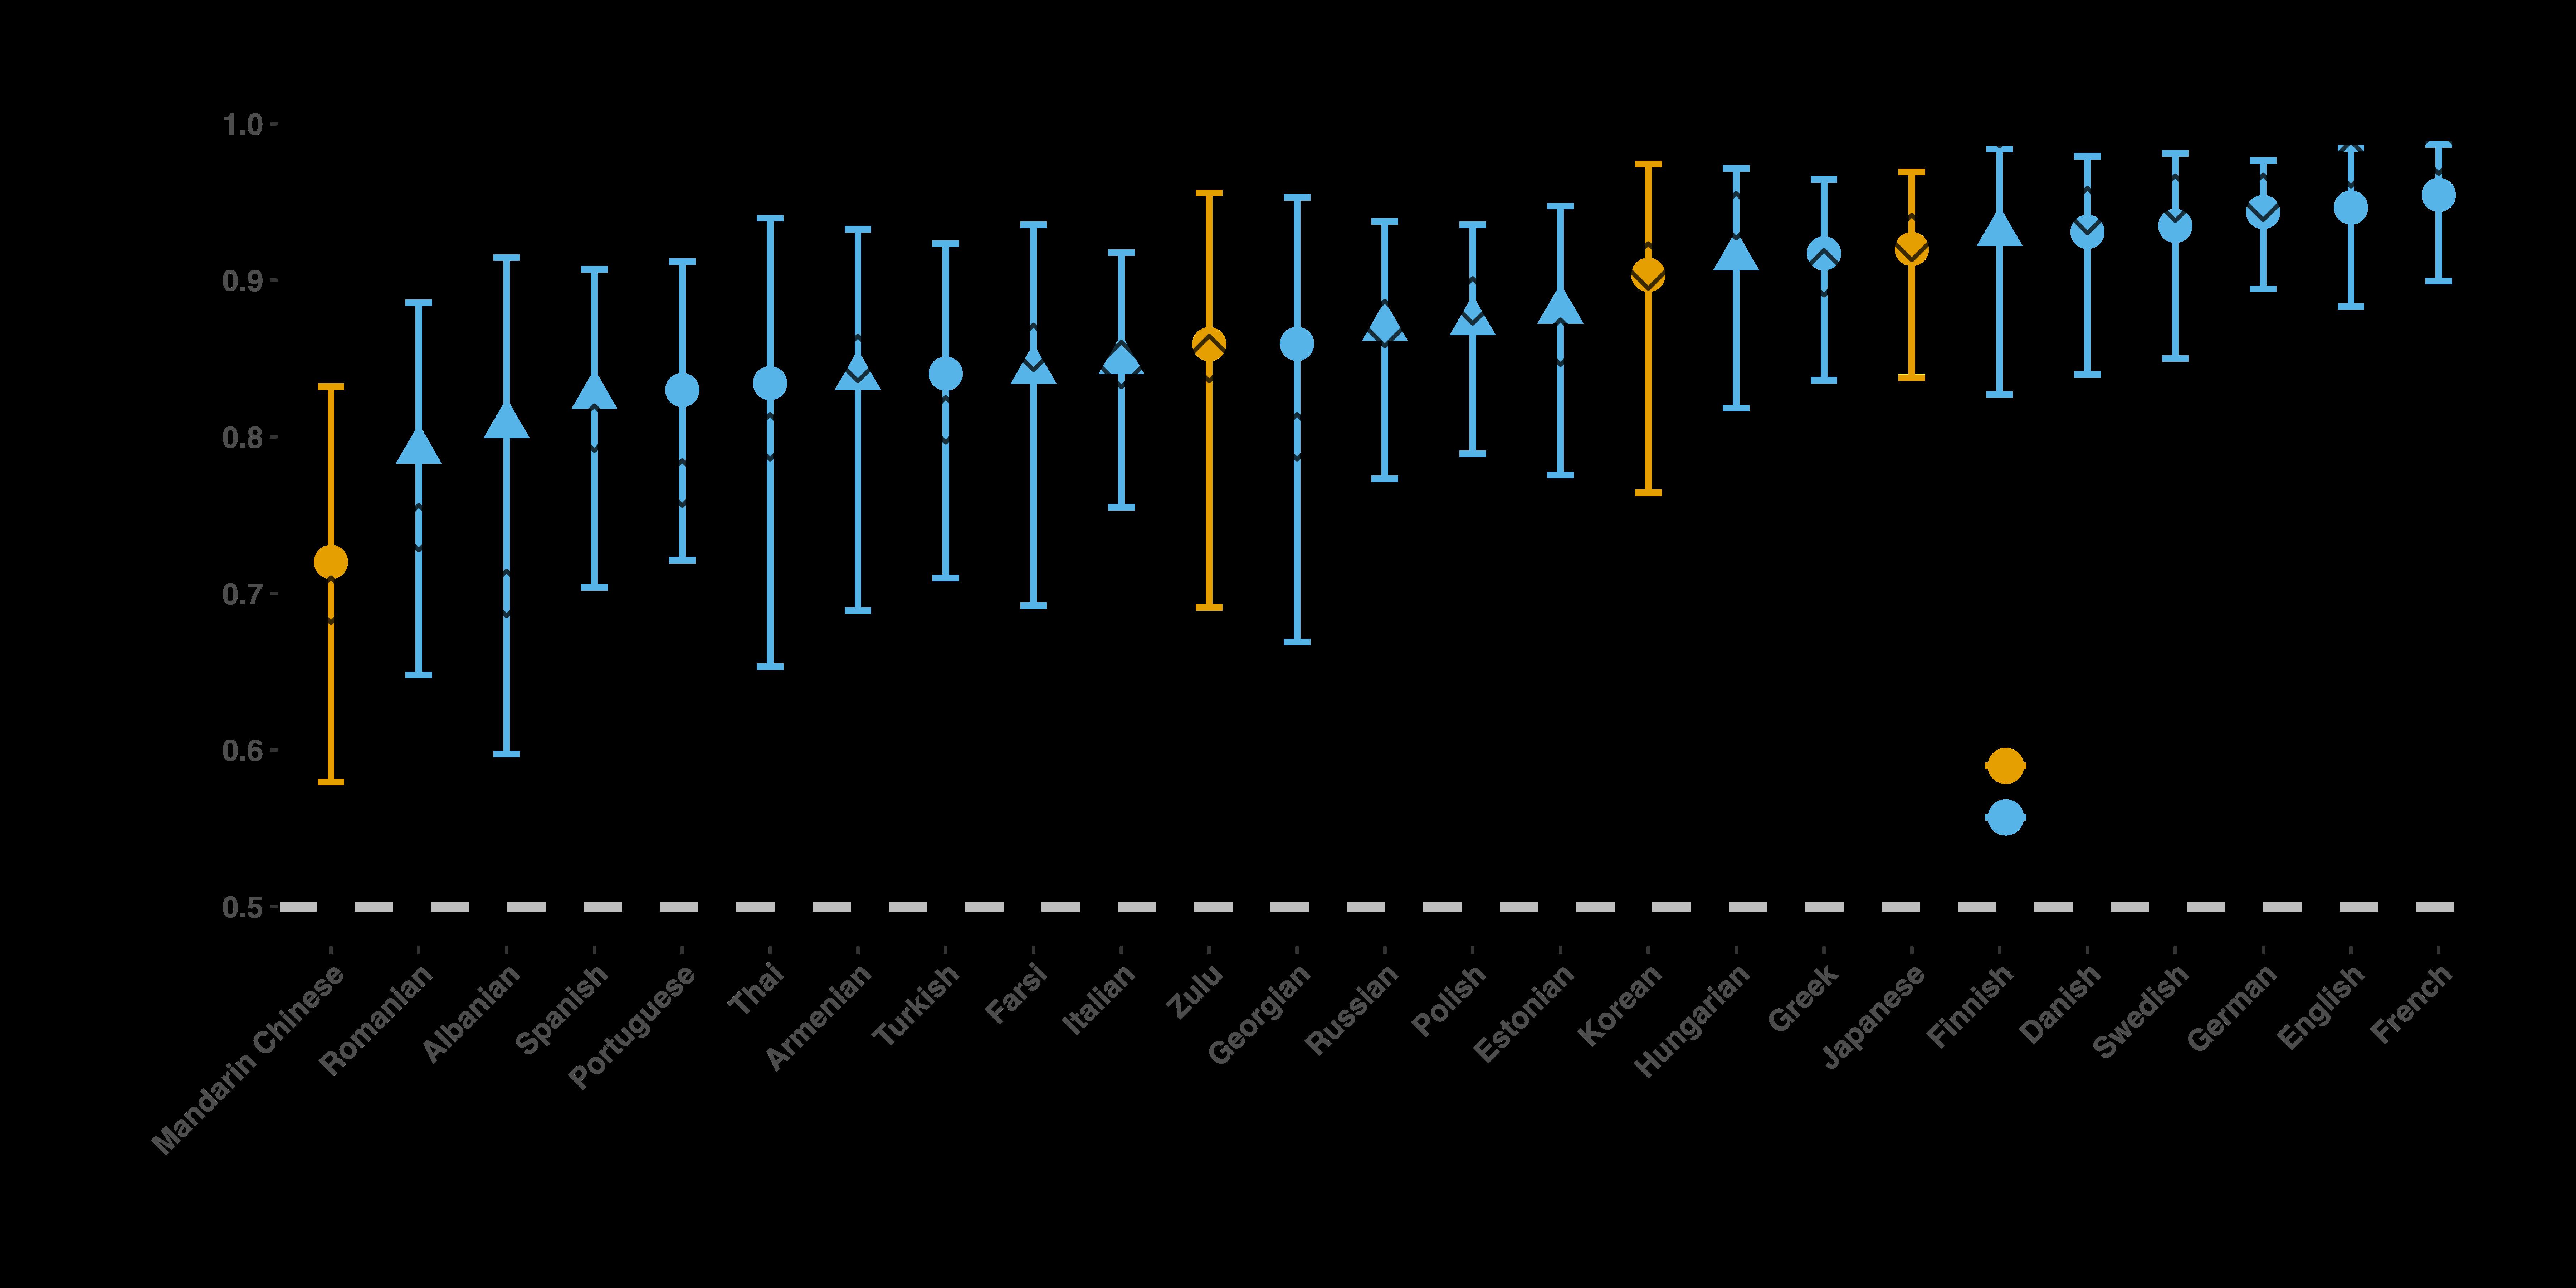 1.0
0.9
0.8
0.7
0.6
0.5
Mandarin Chinese
Romanian
Albanian
Spanish
Portuguese
Thai
Armenian
Turkish
Farsi
Italian
Zulu
Georgian
Russian
Polish
Estonian
Korean
Hungarian
Greek
Japanese
Finnish
Danish
Swedish
German
English
French